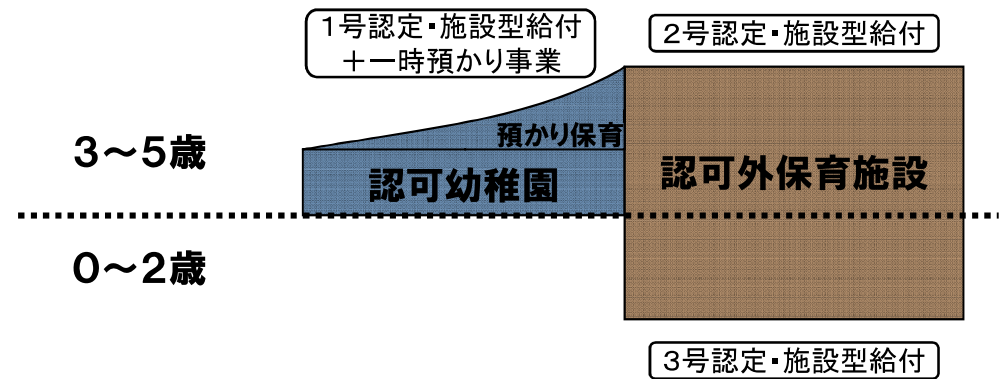 １号認定・施設型給付
＋一時預かり事業
２号認定・施設型給付
３～５歳
預かり保育
認可幼稚園
認可外保育施設
０～２歳
３号認定・施設型給付